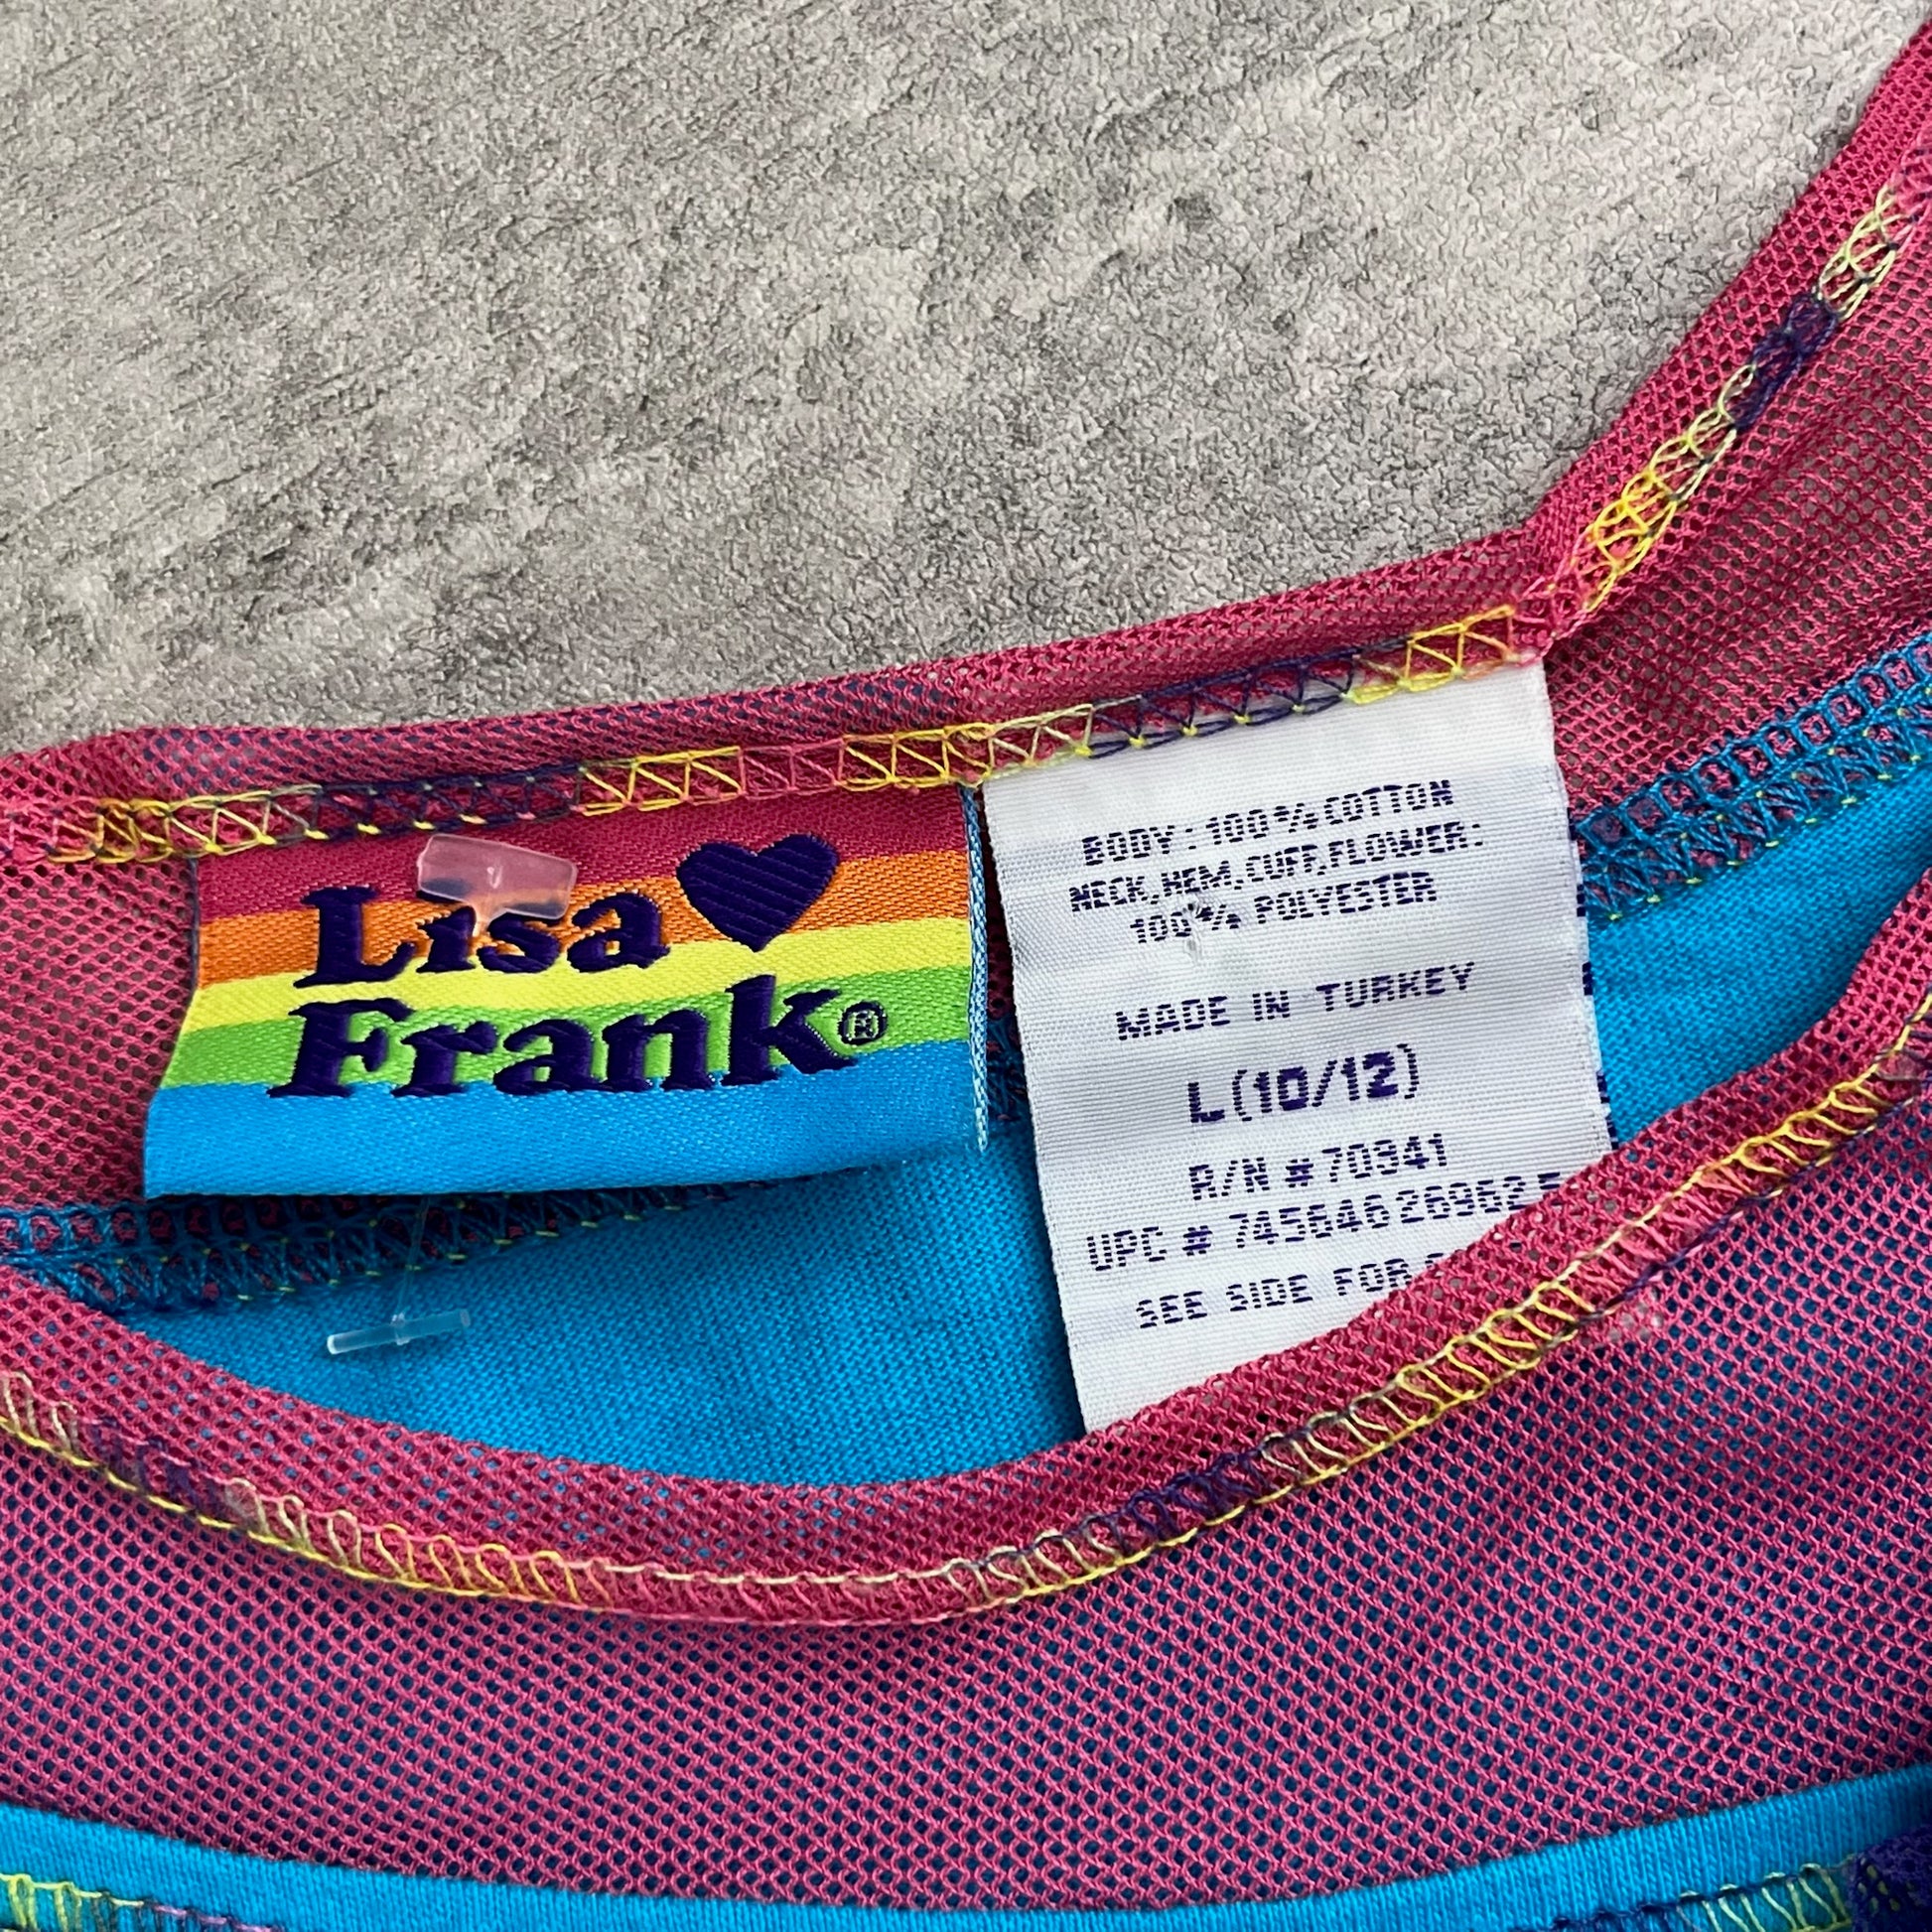 Lisa
Frank®
BODY: 100% COTTON
NECK, HEM, CUFF, FLOWER:
100% POLYESTER
MADE IN TURKEY
L(10/12)
R/N # 70341
UPC # 745646269625
SEE SIDE FOR